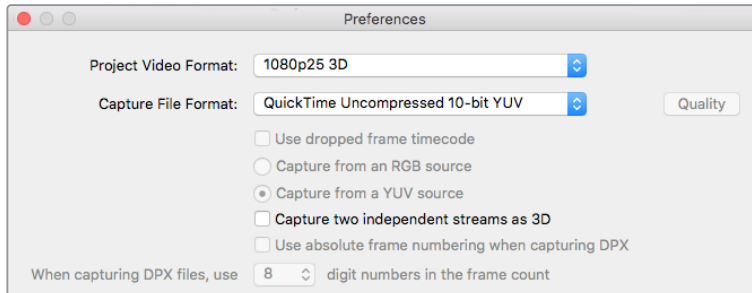 Preferences
Project Video Format: 1080p25 3D
Capture File Format: QuickTime Uncompressed 10-bit YUV Quality
Use dropped frame timecode
Capture from an RGB source
Capture from a YUV source
Capture two independent streams as 3D
Use absolute frame numbering when capturing DPX
When capturing DPX files, use 8 digit numbers in the frame count